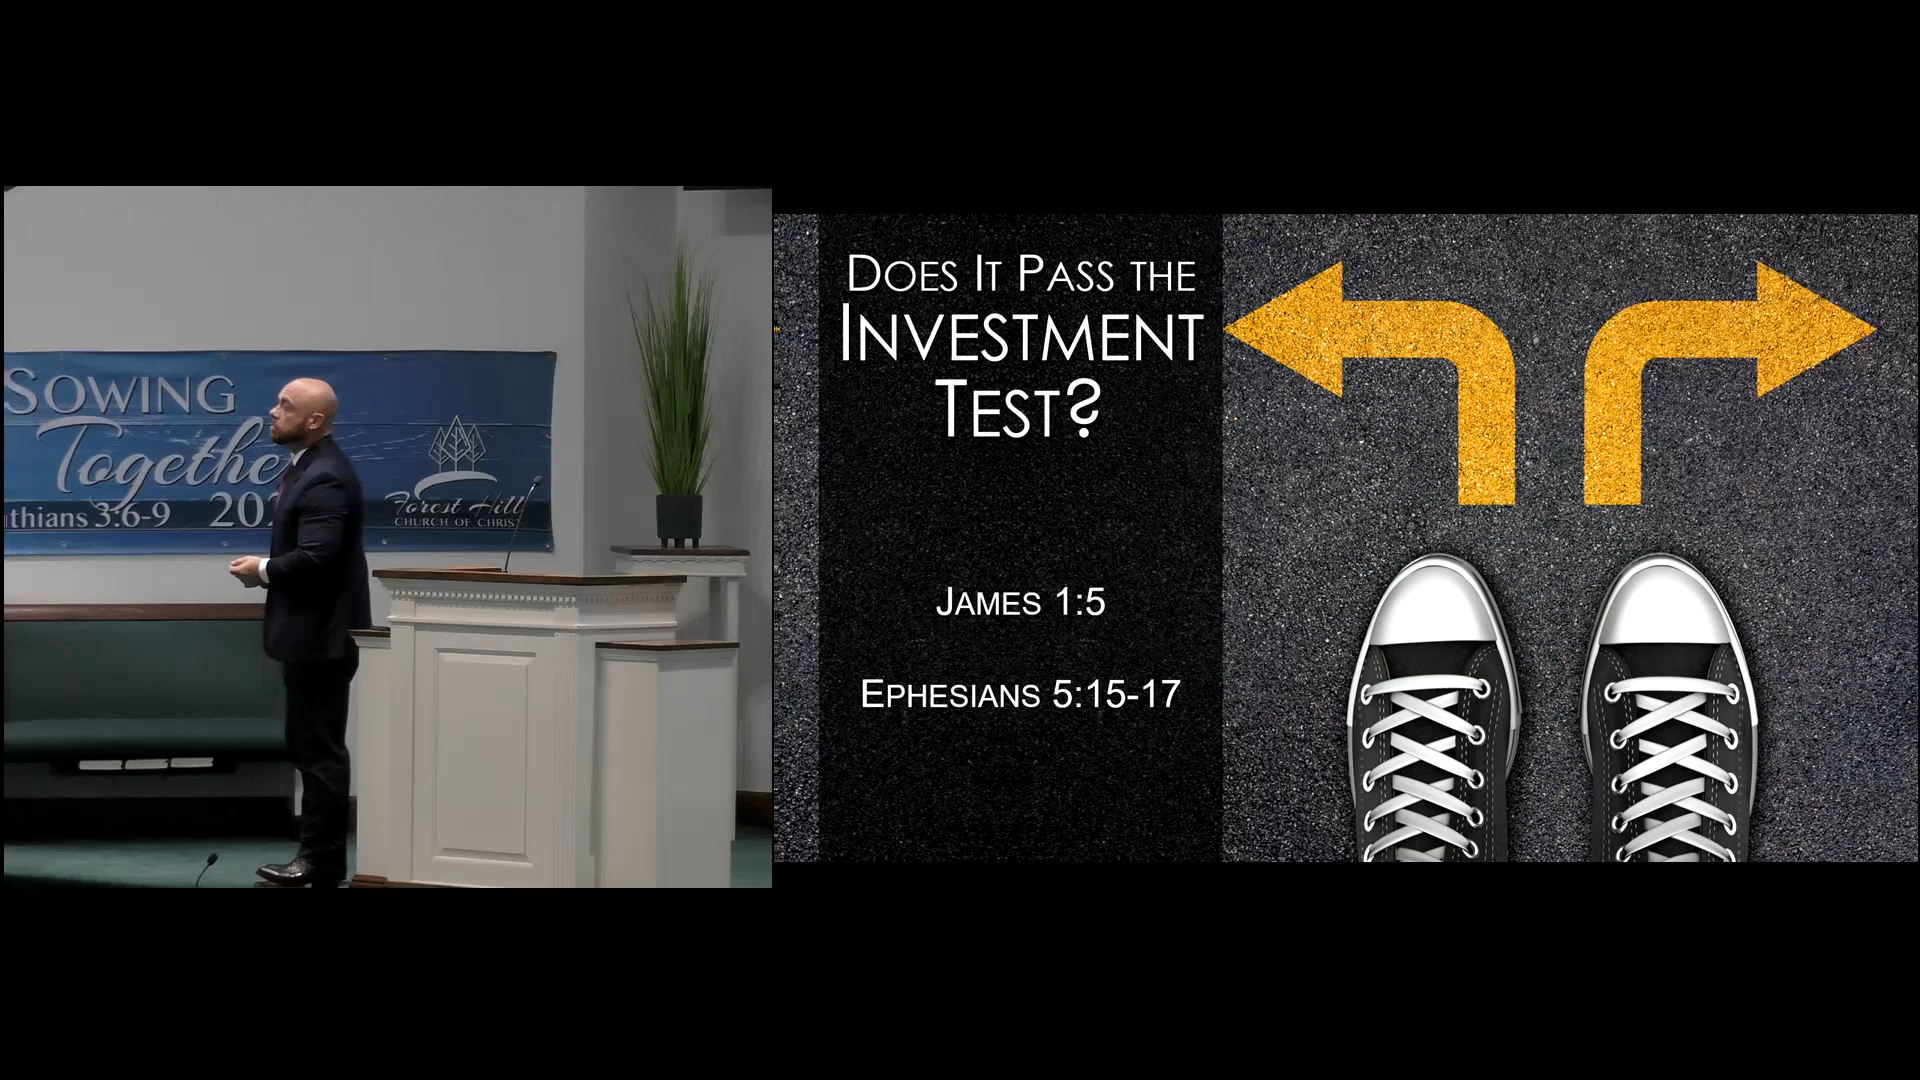 SOWING
Together
thians 3:6-9 202
Forest Hill
CHURCH OF CHRIST
DOES IT PASS THE
INVESTMENT
TEST?
JAMES 1:5
EPHESIANS 5:15-17